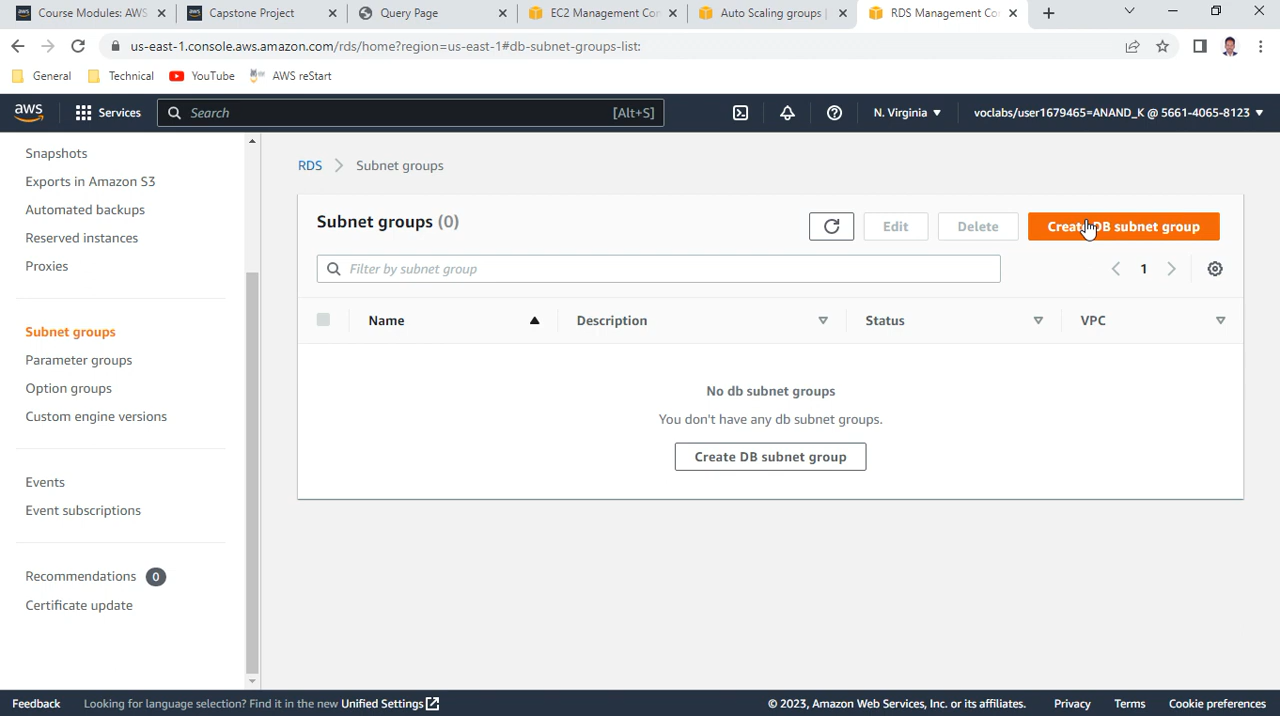 Course Modules: AWS
Capstone Project
Query Page
EC2 Management Con
Auto Scaling groups |
RDS Management Co
us-east-1.console.aws.amazon.com/rds/home?region=us-east-1#db-subnet-groups-list:
General
Technical
YouTube
AWS reStart
aws
Services
Search
[Alt+S]
N. Virginia
voclabs/user1679465=ANAND_K @ 5661-4065-8123
Snapshots
Exports in Amazon S3
Automated backups
Reserved instances
Proxies
Subnet groups
Parameter groups
Option groups
Custom engine versions
Events
Event subscriptions
Recommendations 0
Certificate update
RDS > Subnet groups
Subnet groups (0)
Edit
Delete
Create DB subnet group
Filter by subnet group
1
Name
Description
Status
VPC
No db subnet groups
You don't have any db subnet groups.
Create DB subnet group
Feedback
Looking for language selection? Find it in the new Unified Settings
© 2023, Amazon Web Services, Inc. or its affiliates.
Privacy
Terms
Cookie preferences